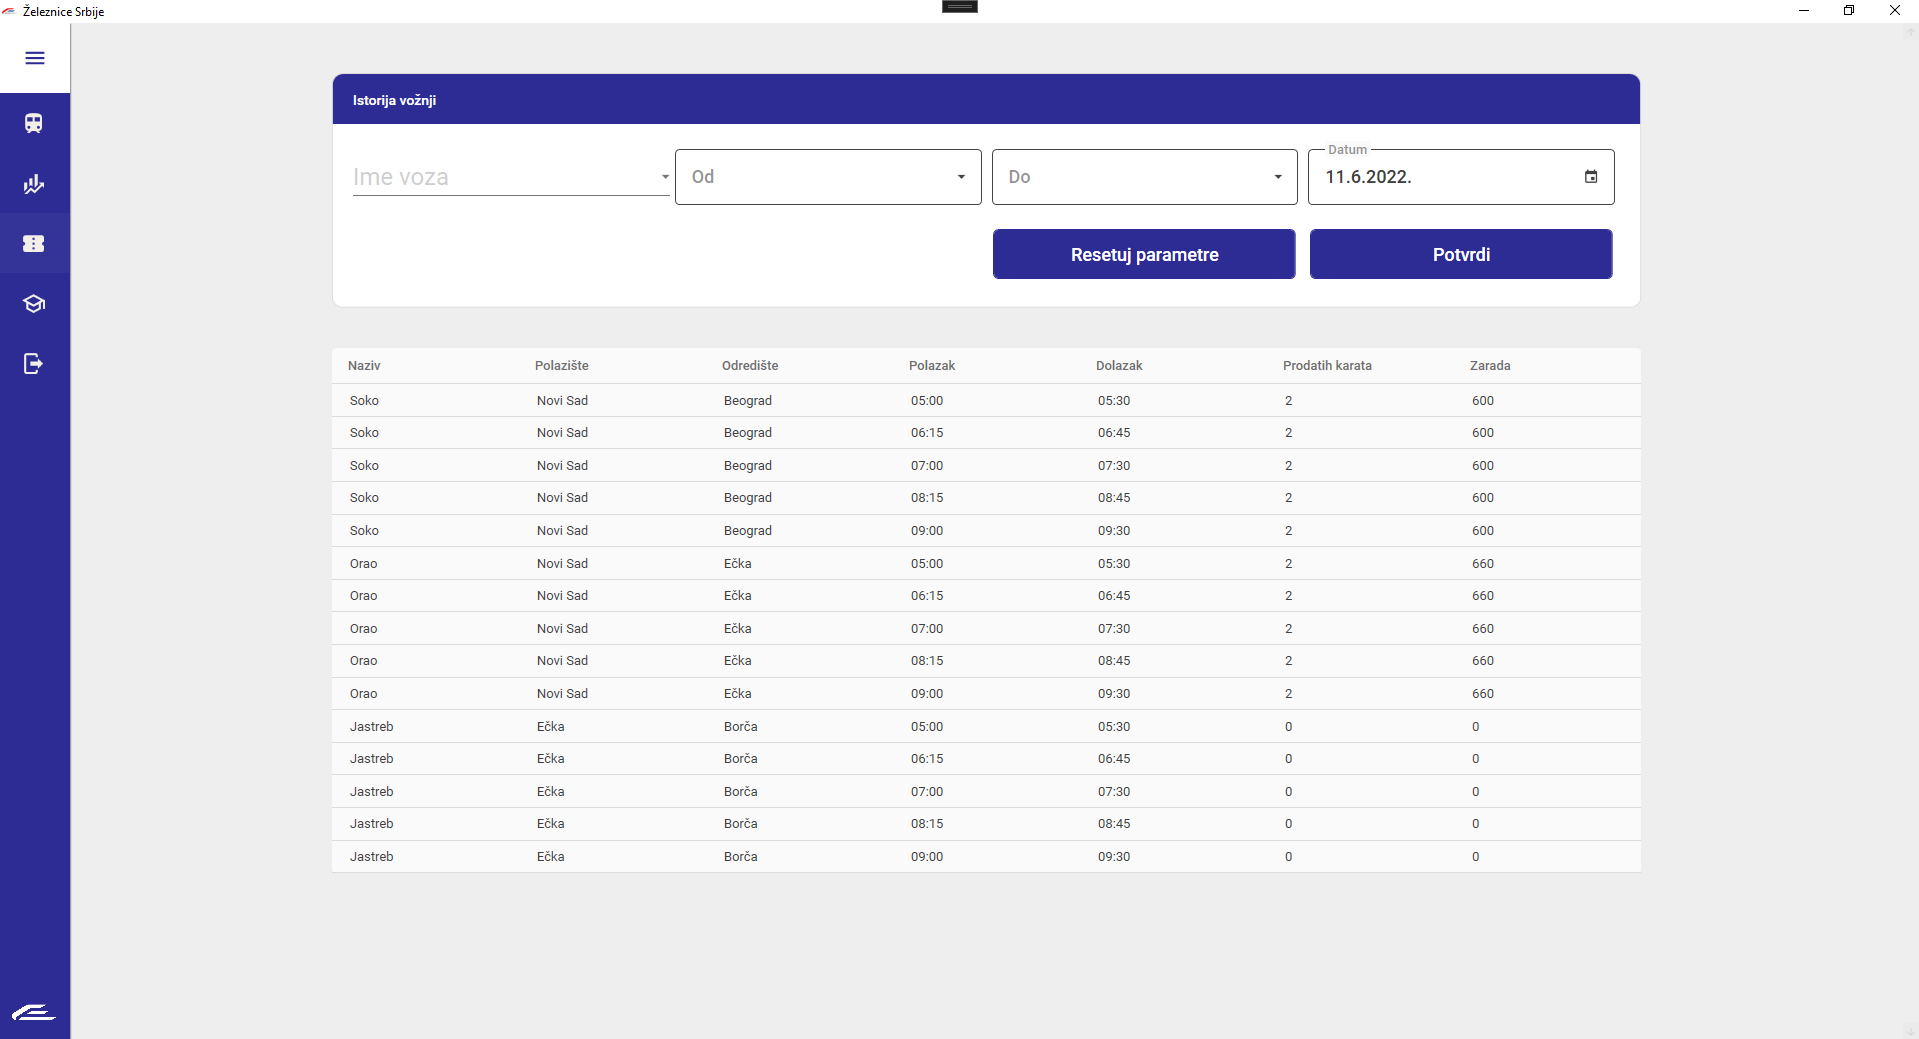 Železnice Srbije
Istorija vožnji
Ime voza
Od
Do
Datum
11.6.2022.
Resetuj parametre
Potvrdi
Naziv Polazište Odredište Polazak Dolazak Prodatih karata Zarada
Soko Novi Sad Beograd 05:00 05:30 2 600
Soko Novi Sad Beograd 06:15 06:45 2 600
Soko Novi Sad Beograd 07:00 07:30 2 600
Soko Novi Sad Beograd 08:15 08:45 2 600
Soko Novi Sad Beograd 09:00 09:30 2 600
Orao Novi Sad Ečka 05:00 05:30 2 660
Orao Novi Sad Ečka 06:15 06:45 2 660
Orao Novi Sad Ečka 07:00 07:30 2 660
Orao Novi Sad Ečka 08:15 08:45 2 660
Orao Novi Sad Ečka 09:00 09:30 2 660
Jastreb Ečka Borča 05:00 05:30 0 0
Jastreb Ečka Borča 06:15 06:45 0 0
Jastreb Ečka Borča 07:00 07:30 0 0
Jastreb Ečka Borča 08:15 08:45 0 0
Jastreb Ečka Borča 09:00 09:30 0 0